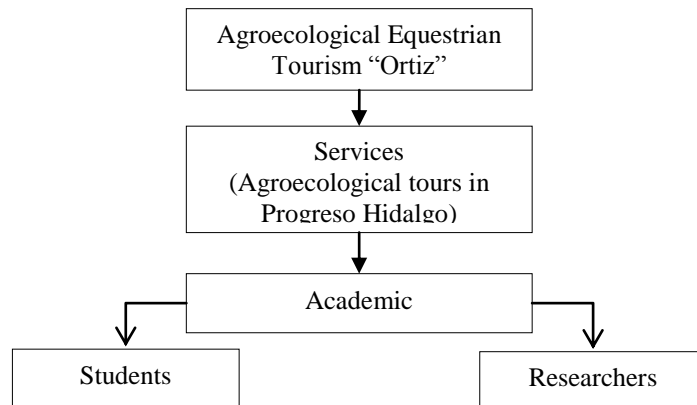 Agroecological Equestrian
Tourism “Ortiz”
Services
(Agroecological tours in
Progreso Hidalgo)
Academic
Students
Researchers